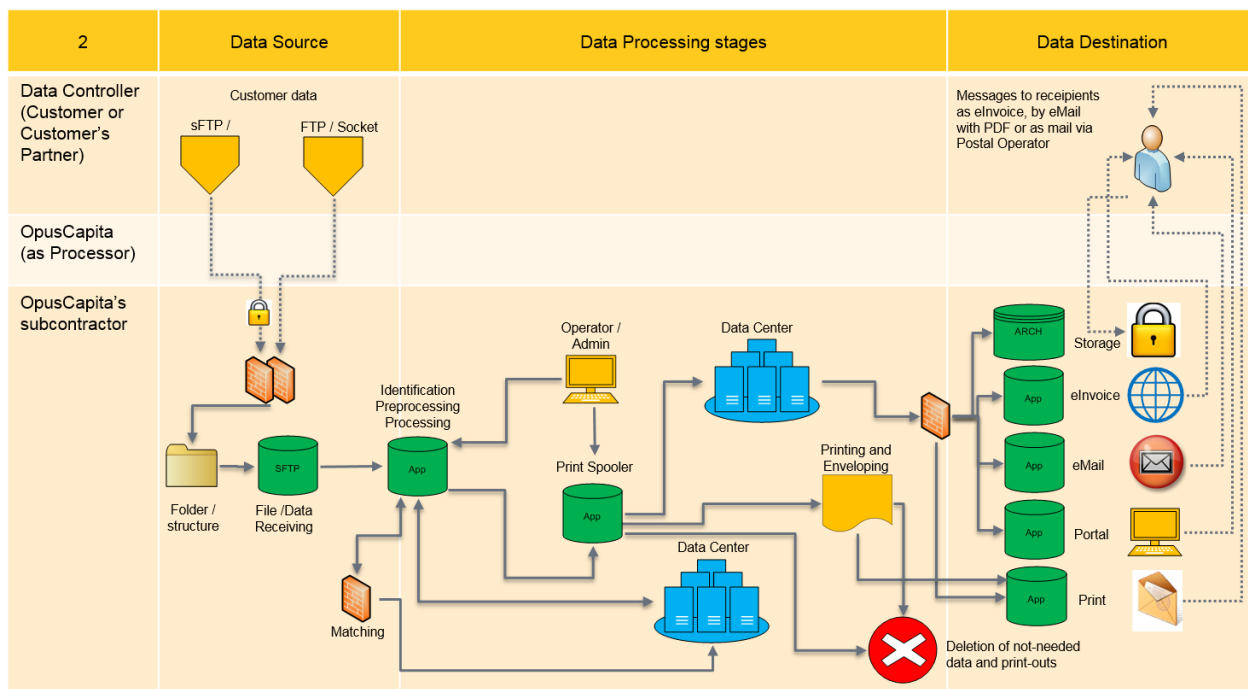 2
Data Source
Data Processing stages
Data Destination
Data Controller
(Customer or
Customer's
Partner)
Customer data
sFTP /
FTP / Socket
Messages to receipients
as eInvoice, by eMail
with PDF or as mail via
Postal Operator
OpusCapita
(as Processor)
OpusCapita's
subcontractor
Operator /
Admin
Data Center
ARCH
Storage
Identification
Preprocessing
Processing
App
eInvoice
App
SFTP
App
Print Spooler
Printing and
Enveloping
App
eMail
Folder /
structure
File /Data
Receiving
App
App
Portal
Data Center
App
Print
Matching
Deletion of not-needed
data and print-outs